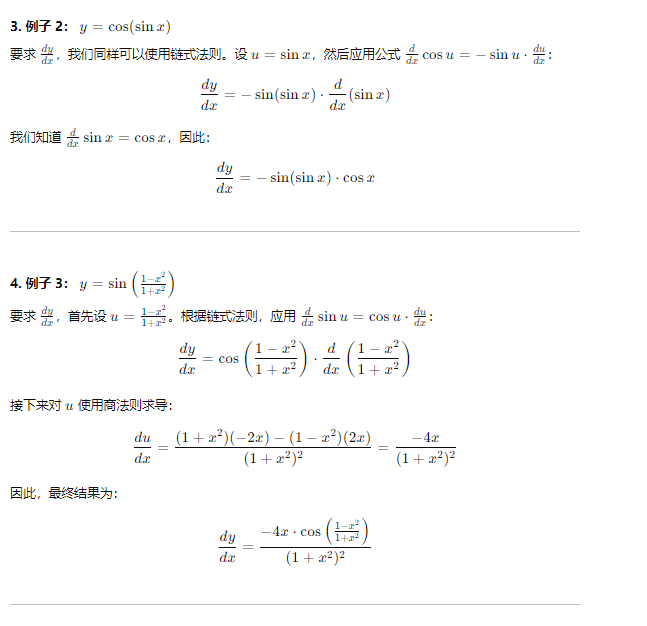 3. 例子 2： y = cos(sin x)
要求 dy/dx，我们同样可以使用链式法则。设 u = sin x，然后应用公式 d/dx cos u = − sin u · du/dx：
dy/dx = − sin(sin x) · d/dx (sin x)
我们知道 d/dx sin x = cos x，因此：
dy/dx = − sin(sin x) · cos x
4. 例子 3： y = sin((1−x²)/(1+x²))
要求 dy/dx，首先设 u = (1−x²)/(1+x²)。根据链式法则，应用 d/dx sin u = cos u · du/dx：
dy/dx = cos((1 − x²)/(1 + x²)) · d/dx ((1 − x²)/(1 + x²))
接下来对 u 使用商法则求导：
du/dx = ((1 + x²)(−2x) − (1 − x²)(2x))/(1 + x²)² = −4x/(1 + x²)²
因此，最终结果为：
dy/dx = (−4x · cos((1−x²)/(1+x²)))/(1 + x²)²